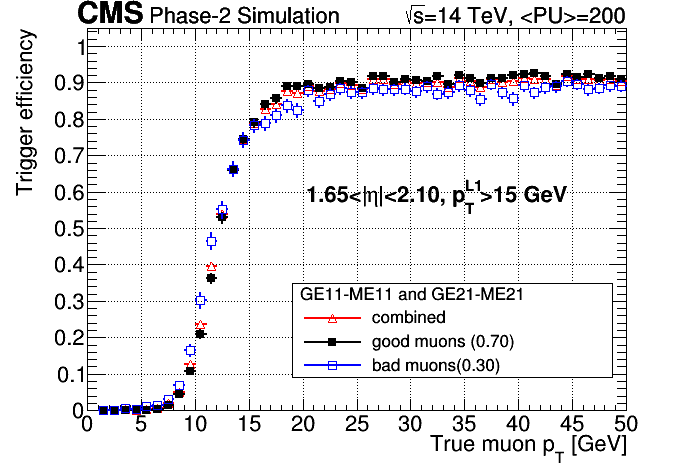 CMS Phase-2 Simulation √s=14 TeV, <PU>=200
Trigger efficiency
1
0.9
0.8
0.7
0.6
0.5
0.4
0.3
0.2
0.1
0
1.65<|η|<2.10, p_T^L1>15 GeV
GE11-ME11 and GE21-ME21
combined
good muons (0.70)
bad muons(0.30)
0 5 10 15 20 25 30 35 40 45 50
True muon p_T [GeV]